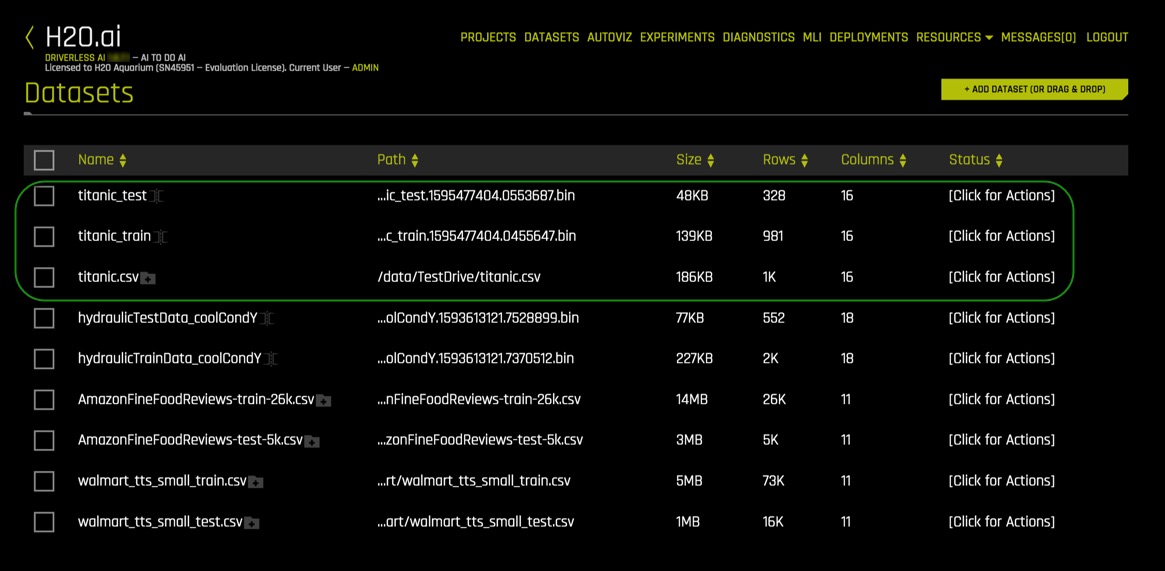 H2O.ai
PROJECTS DATASETS AUTOVIZ EXPERIMENTS DIAGNOSTICS MLI DEPLOYMENTS RESOURCES MESSAGES[0] LOGOUT
DRIVERLESS AI – AI TO DO AI
Licensed to H2O Aquarium (SN45951 – Evaluation License). Current User – ADMIN
Datasets
+ ADD DATASET (OR DRAG & DROP)
Name Path Size Rows Columns Status
titanic_test ...ic_test.1595477404.0553687.bin 48KB 328 16 [Click for Actions]
titanic_train ...c_train.1595477404.0455647.bin 139KB 981 16 [Click for Actions]
titanic.csv /data/TestDrive/titanic.csv 186KB 1K 16 [Click for Actions]
hydraulicTestData_coolCondY ...olCondY.1593613121.7528899.bin 77KB 552 18 [Click for Actions]
hydraulicTrainData_coolCondY ...olCondY.1593613121.7370512.bin 227KB 2K 18 [Click for Actions]
AmazonFineFoodReviews-train-26k.csv ...nFineFoodReviews-train-26k.csv 14MB 26K 11 [Click for Actions]
AmazonFineFoodReviews-test-5k.csv ...zonFineFoodReviews-test-5k.csv 3MB 5K 11 [Click for Actions]
walmart_tts_small_train.csv ...rt/walmart_tts_small_train.csv 5MB 73K 11 [Click for Actions]
walmart_tts_small_test.csv ...art/walmart_tts_small_test.csv 1MB 16K 11 [Click for Actions]